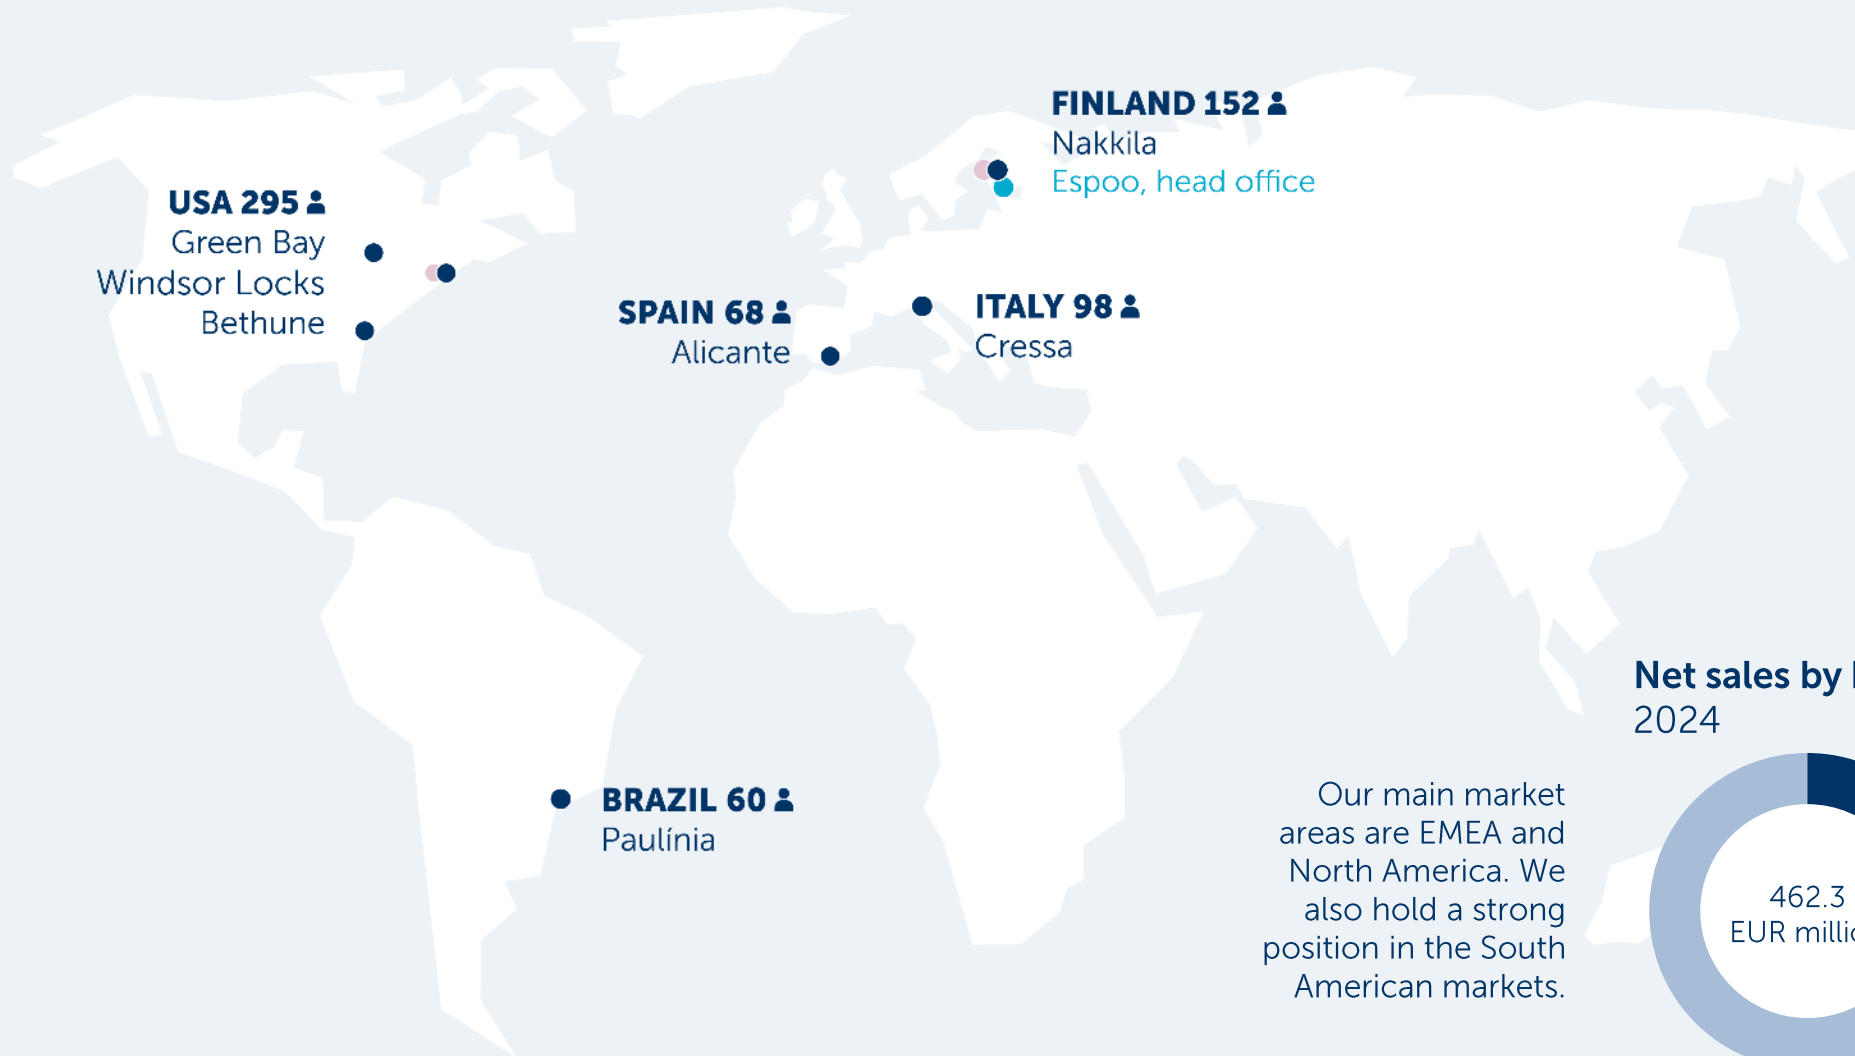 FINLAND 152
Nakkila
Espoo, head office
USA 295
Green Bay
Windsor Locks
Bethune
SPAIN 68
Alicante
ITALY 98
Cressa
BRAZIL 60
Paulínia
Our main market
areas are EMEA and
North America. We
also hold a strong
position in the South
American markets.
Net sales by
2024
462.3
EUR